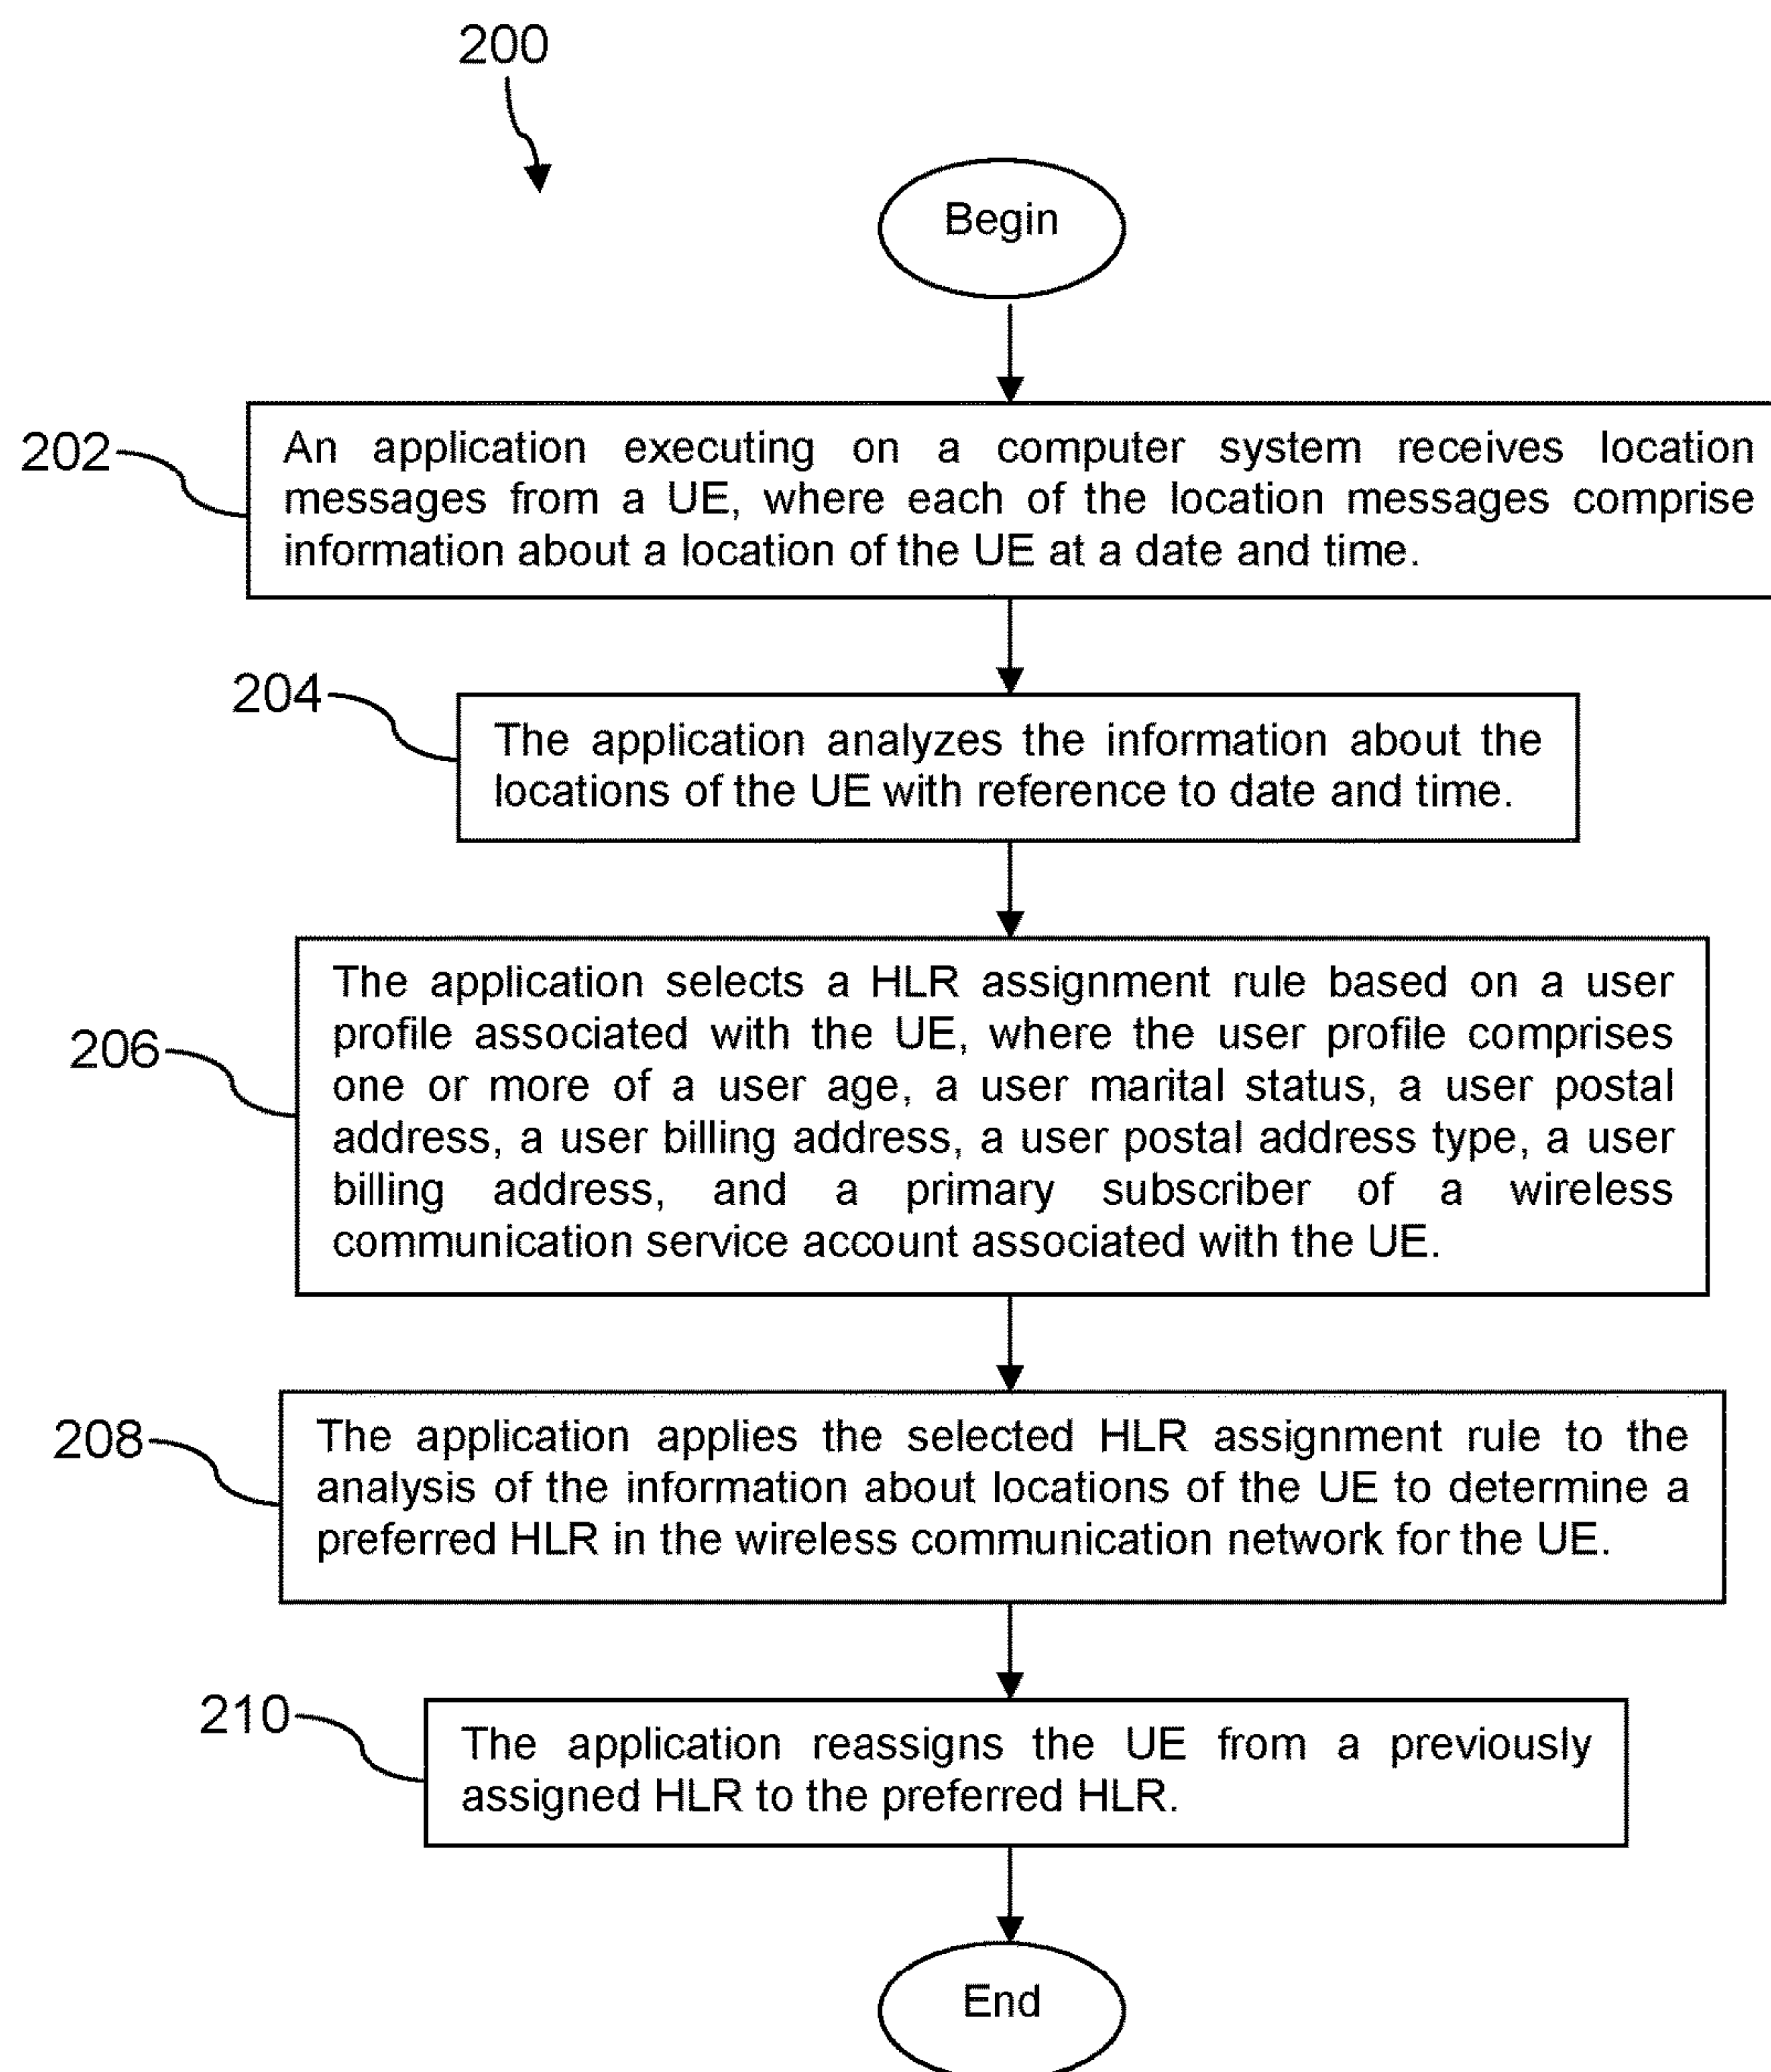 200
Begin
202
An application executing on a computer system receives location
messages from a UE, where each of the location messages comprise
information about a location of the UE at a date and time.
204
The application analyzes the information about the
locations of the UE with reference to date and time.
206
The application selects a HLR assignment rule based on a user
profile associated with the UE, where the user profile comprises
one or more of a user age, a user marital status, a user postal
address, a user billing address, a user postal address type, a user
billing address, and a primary subscriber of a wireless
communication service account associated with the UE.
208
The application applies the selected HLR assignment rule to the
analysis of the information about locations of the UE to determine a
preferred HLR in the wireless communication network for the UE.
210
The application reassigns the UE from a previously
assigned HLR to the preferred HLR.
End